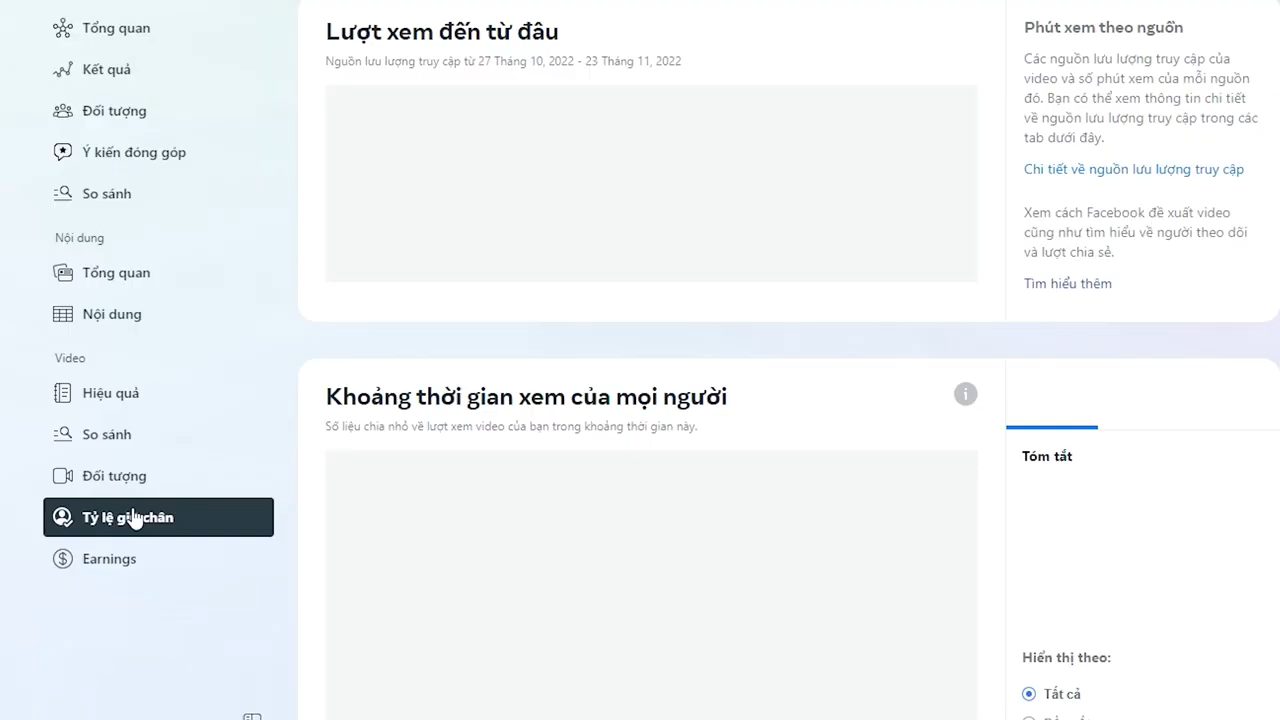 Tổng quan
Kết quả
Đối tượng
Ý kiến đóng góp
So sánh
Nội dung
Tổng quan
Nội dung
Video
Hiệu quả
So sánh
Đối tượng
Tỷ lệ giữ chân
Earnings
Lượt xem đến từ đâu
Nguồn lưu lượng truy cập từ 27 Tháng 10, 2022 - 23 Tháng 11, 2022
Phút xem theo nguồn
Các nguồn lưu lượng truy cập của
video và số phút xem của mỗi nguồn
đó. Bạn có thể xem thông tin chi tiết
về nguồn lưu lượng truy cập trong các
tab dưới đây.
Chi tiết về nguồn lưu lượng truy cập
Xem cách Facebook đề xuất video
cũng như tìm hiểu về người theo dõi
và lượt chia sẻ.
Tìm hiểu thêm
Khoảng thời gian xem của mọi người
Số liệu chia nhỏ về lượt xem video của bạn trong khoảng thời gian này.
Tóm tắt
Hiển thị theo:
Tất cả